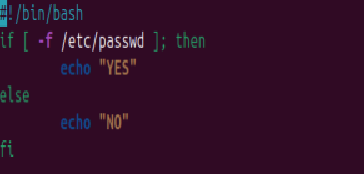 #!/bin/bash
if [ -f /etc/passwd ]; then
        echo "YES"
else
        echo "NO"
fi